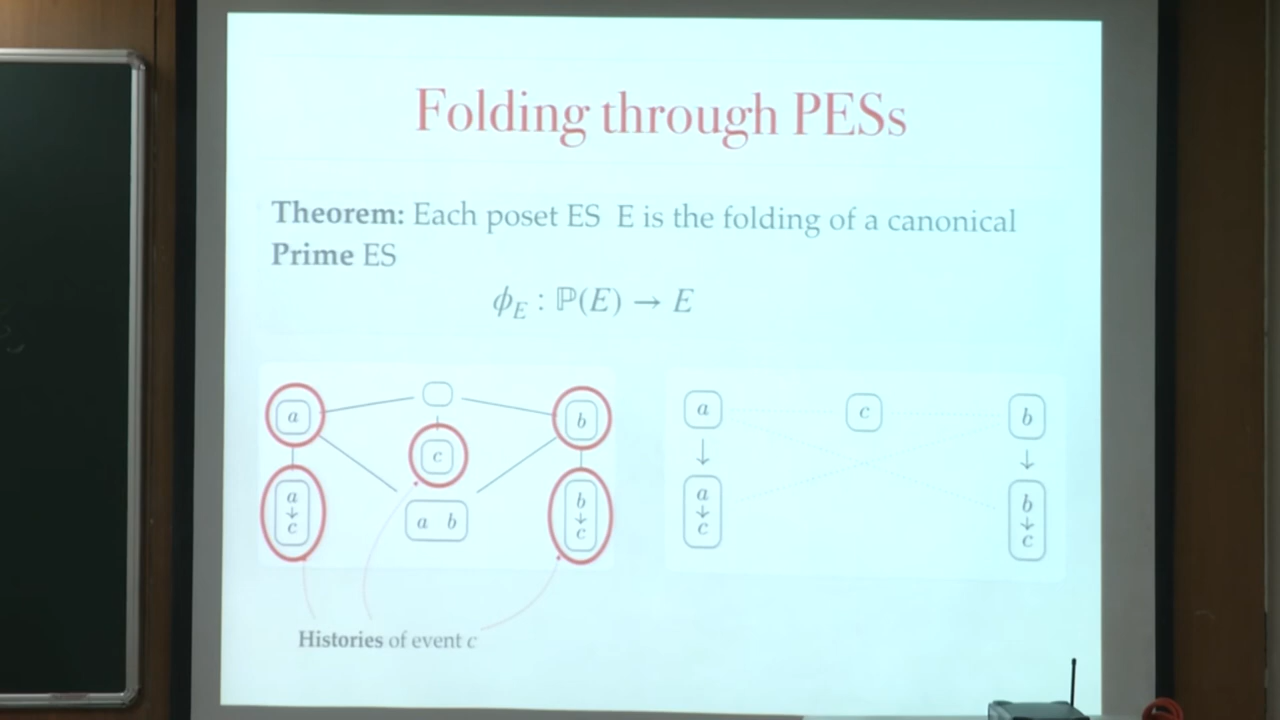 Folding through PESs
Theorem: Each poset ES E is the folding of a canonical
Prime ES
ϕ_E : ℙ(E) → E
a
b
c
a
↓
c
a b
b
↓
c
a
c
b
↓
↓
a
↓
c
b
↓
c
Histories of event c